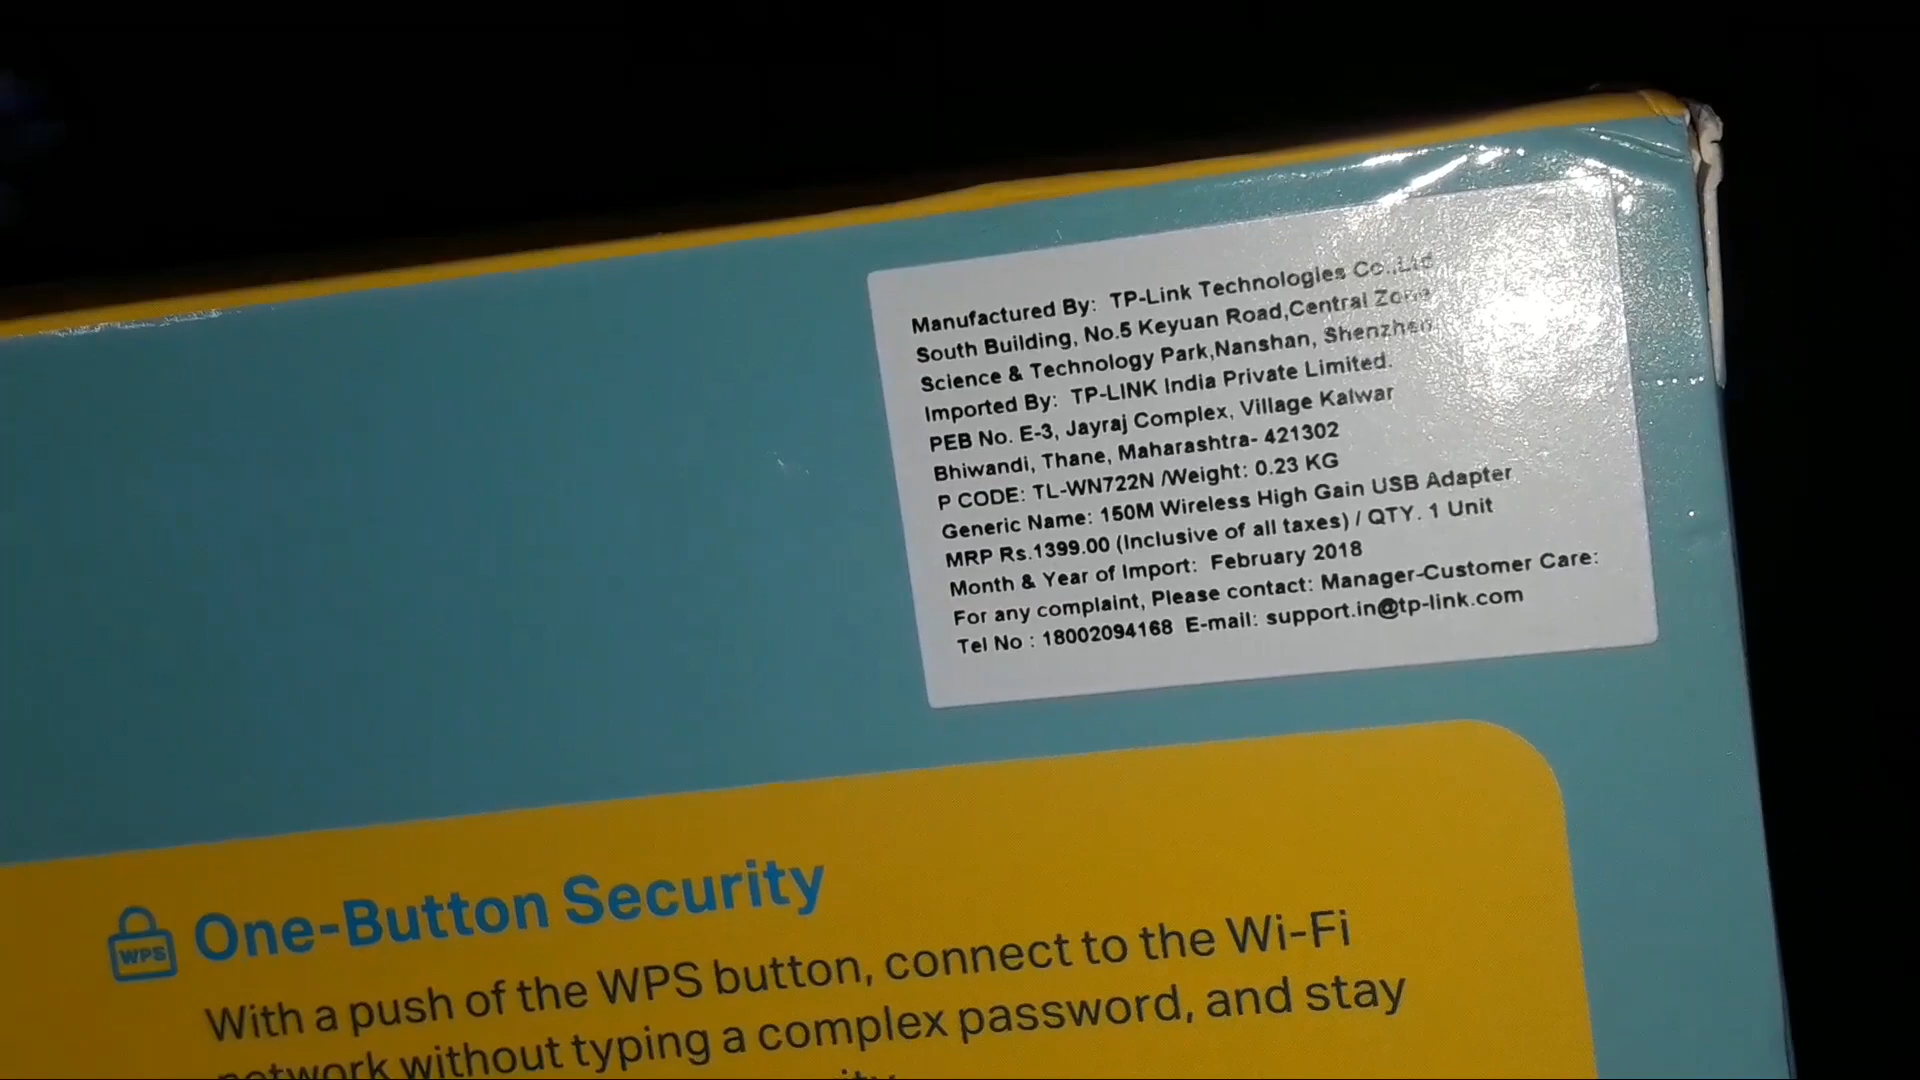 Manufactured By: TP-Link Technologies Co.,Ltd
South Building, No.5 Keyuan Road,Central Zone
Science & Technology Park,Nanshan, Shenzhen
Imported By: TP-LINK India Private Limited.
PEB No. E-3, Jayraj Complex, Village Kalwar
Bhiwandi, Thane, Maharashtra- 421302
P CODE: TL-WN722N /Weight: 0.23 KG
Generic Name: 150M Wireless High Gain USB Adapter
MRP Rs.1399.00 (Inclusive of all taxes) / QTY. 1 Unit
Month & Year of Import: February 2018
For any complaint, Please contact: Manager-Customer Care:
Tel No : 18002094168 E-mail: support.in@tp-link.com
WPS
One-Button Security
With a push of the WPS button, connect to the Wi-Fi
network without typing a complex password, and stay